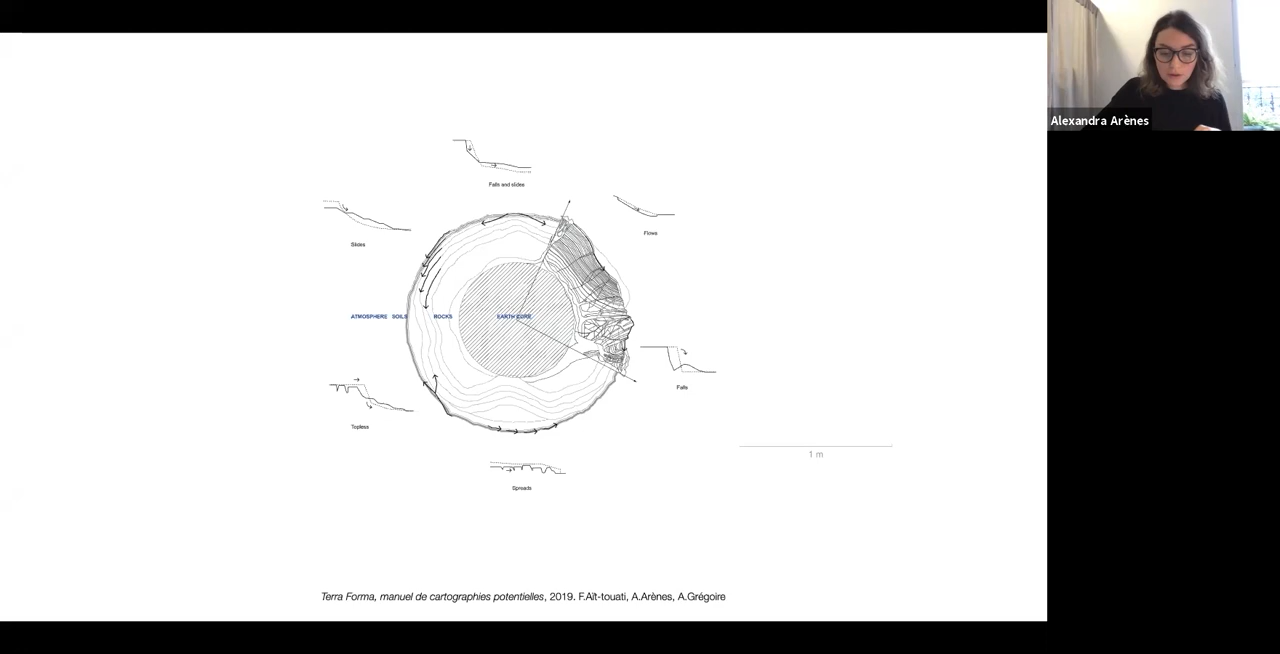 Alexandra Arènes
Falls and slides
Slides
Flows
ATMOSPHERE SOILS ROCKS EARTH CORE
Falls
Topless
1 m
Spreads
Terra Forma, manuel de cartographies potentielles, 2019. F.Aït-touati, A.Arènes, A.Grégoire